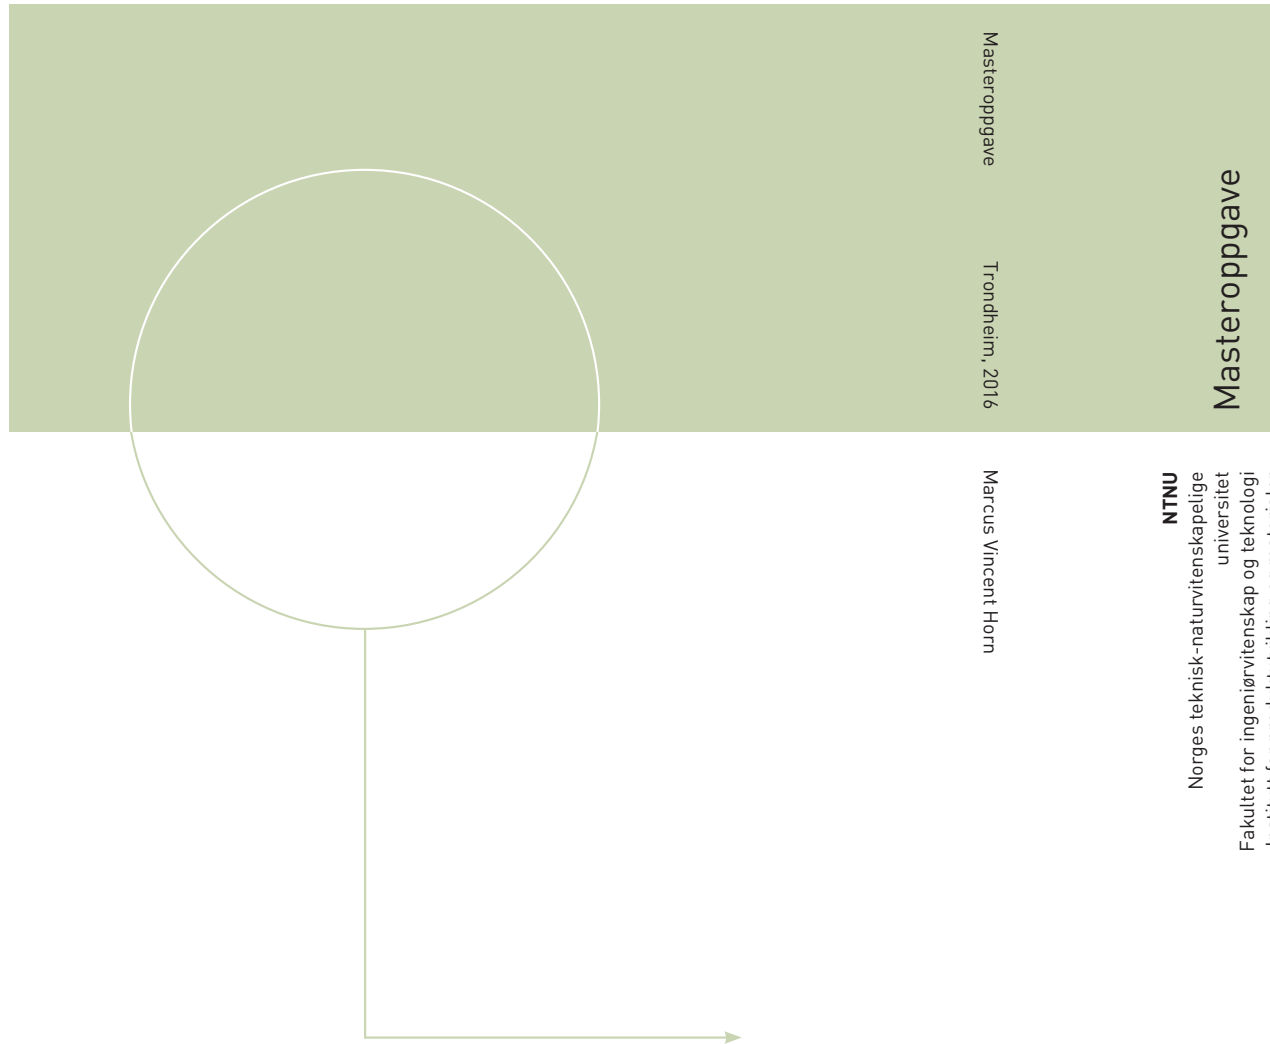 Masteroppgave
Trondheim, 2016
Marcus Vincent Horn
Masteroppgave
NTNU
Norges teknisk-naturvitenskapelige
universitet
Fakultet for ingeniørvitenskap og teknologi